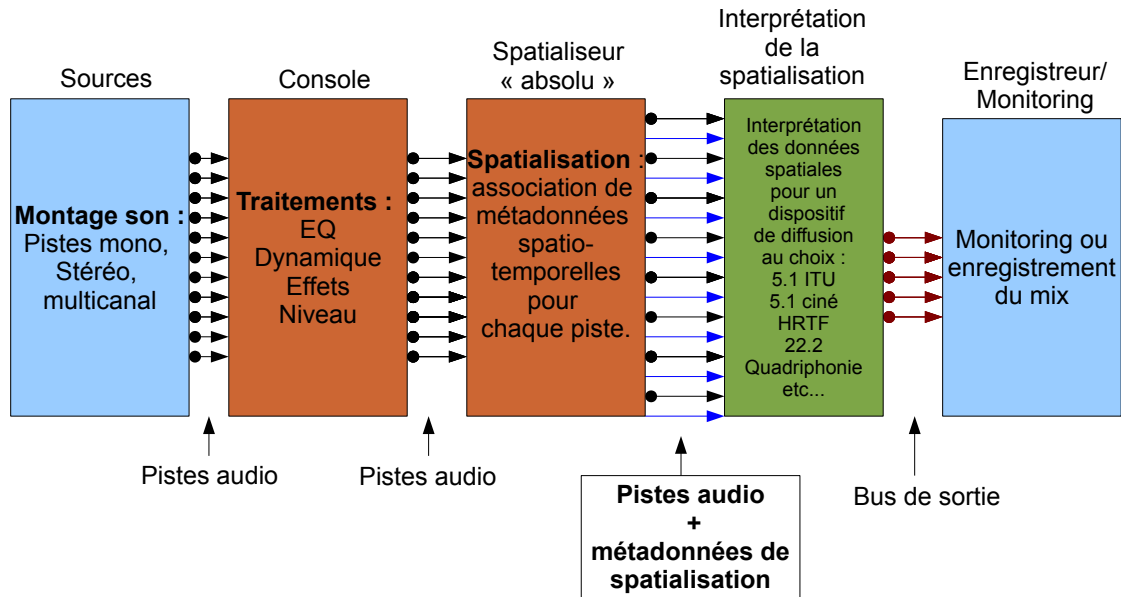 Sources
Console
Spatialiseur
« absolu »
Interprétation
de la
spatialisation
Enregistreur/
Monitoring
Montage son :
Pistes mono,
Stéréo,
multicanal
Traitements :
EQ
Dynamique
Effets
Niveau
Spatialisation :
association de
métadonnées
spatio-
temporelles
pour
chaque piste.
Interprétation
des données
spatiales
pour un
dispositif
de diffusion
au choix :
5.1 ITU
5.1 ciné
HRTF
22.2
Quadriphonie
etc...
Monitoring ou
enregistrement
du mix
Pistes audio
Pistes audio
Pistes audio
+
métadonnées de
spatialisation
Bus de sortie